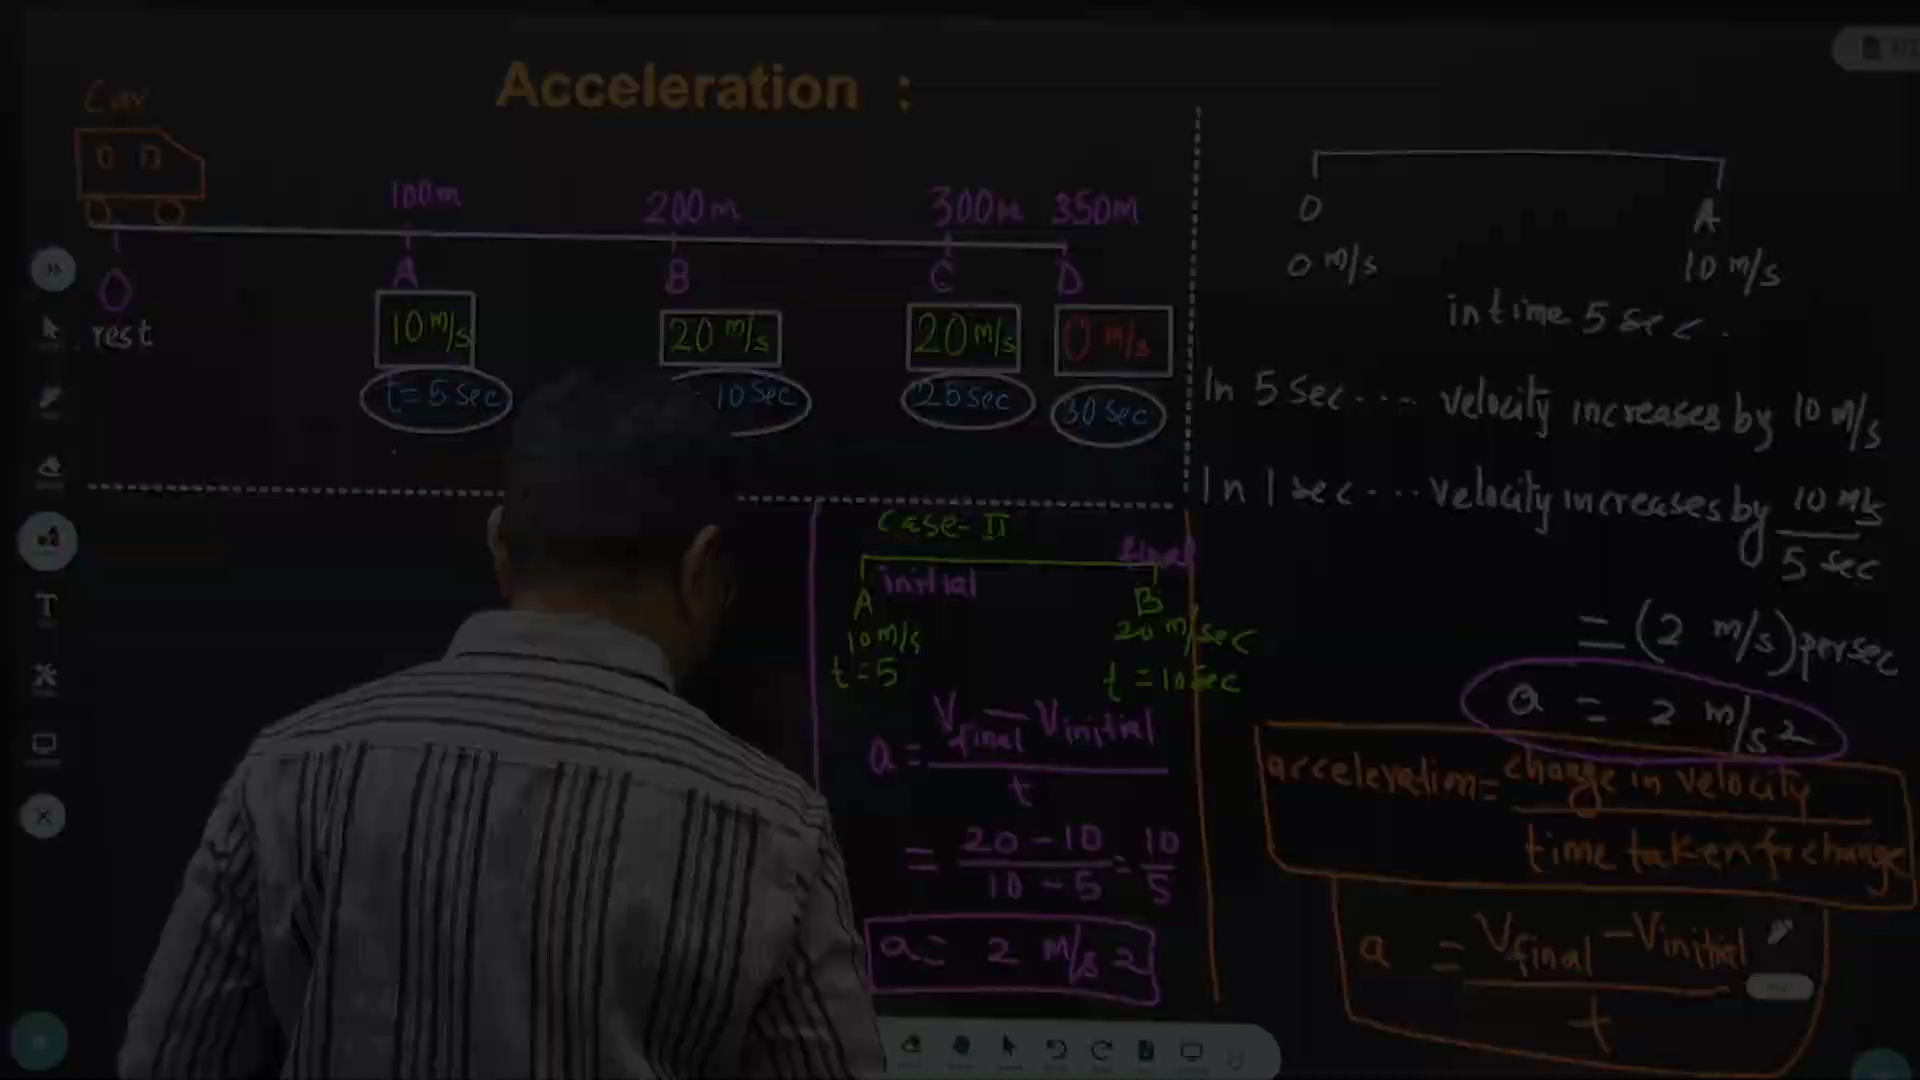 Acceleration :
Car
100m 200m 300m 350m
O A B C D
rest
10 m/s 20 m/s 20 m/s 0 m/s
t = 5 sec 10 sec 25 sec 30 sec
O A
0 m/s 10 m/s
in time 5 sec.
In 5 sec.... velocity increases by 10 m/s
In 1 sec... velocity increases by 10 m/s
5 sec
= (2 m/s) per sec
a = 2 m/s2
acceleration = change in velocity
time taken for change
a = Vfinal - Vinitial
t
Case-II
initial final
A B
10 m/s 20 m/sec
t = 5 t = 10 sec
a = Vfinal - Vinitial
t
= 20 - 10 = 10
10 - 5 5
a = 2 m/s2
T